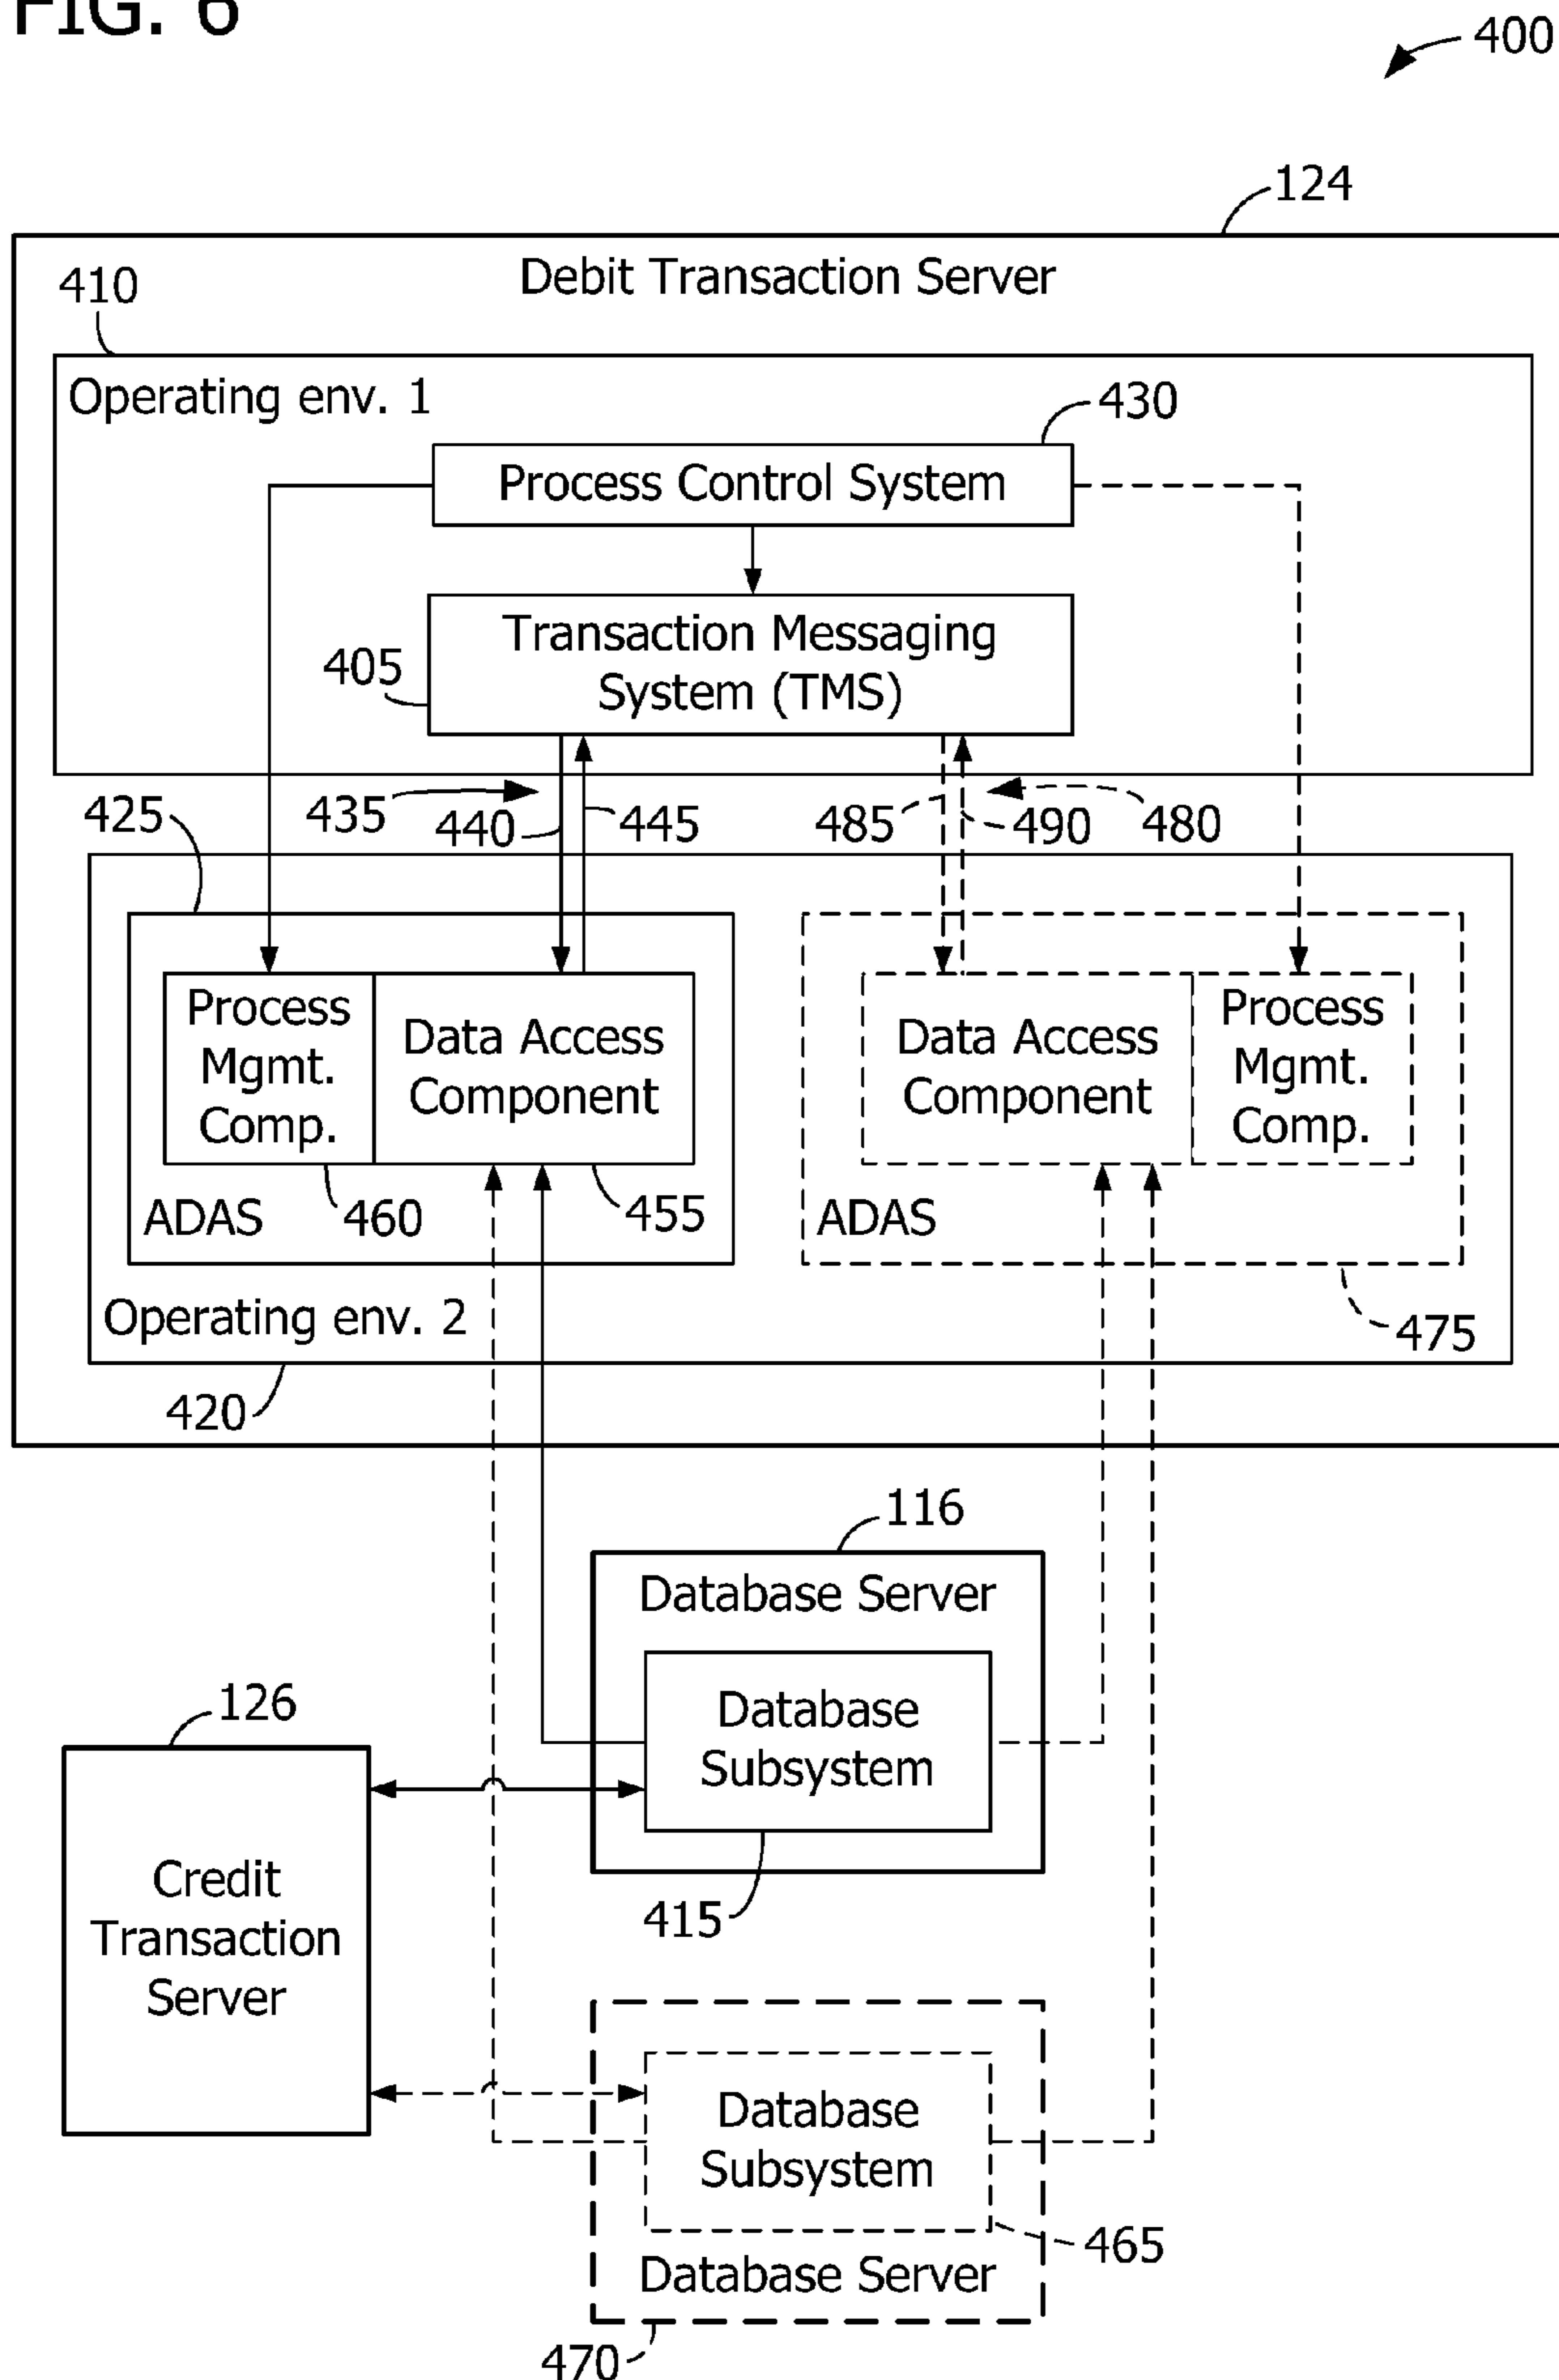 FIG. 6
400
124
Debit Transaction Server
410
Operating env. 1
430
Process Control System
Transaction Messaging
System (TMS)
405
425
435
440
445
485
490
480
Process
Mgmt.
Comp.
Data Access
Component
Data Access
Component
Process
Mgmt.
Comp.
ADAS
460
455
ADAS
Operating env. 2
475
420
116
Database Server
126
Database
Subsystem
Credit
Transaction
Server
415
Database
Subsystem
465
Database Server
470